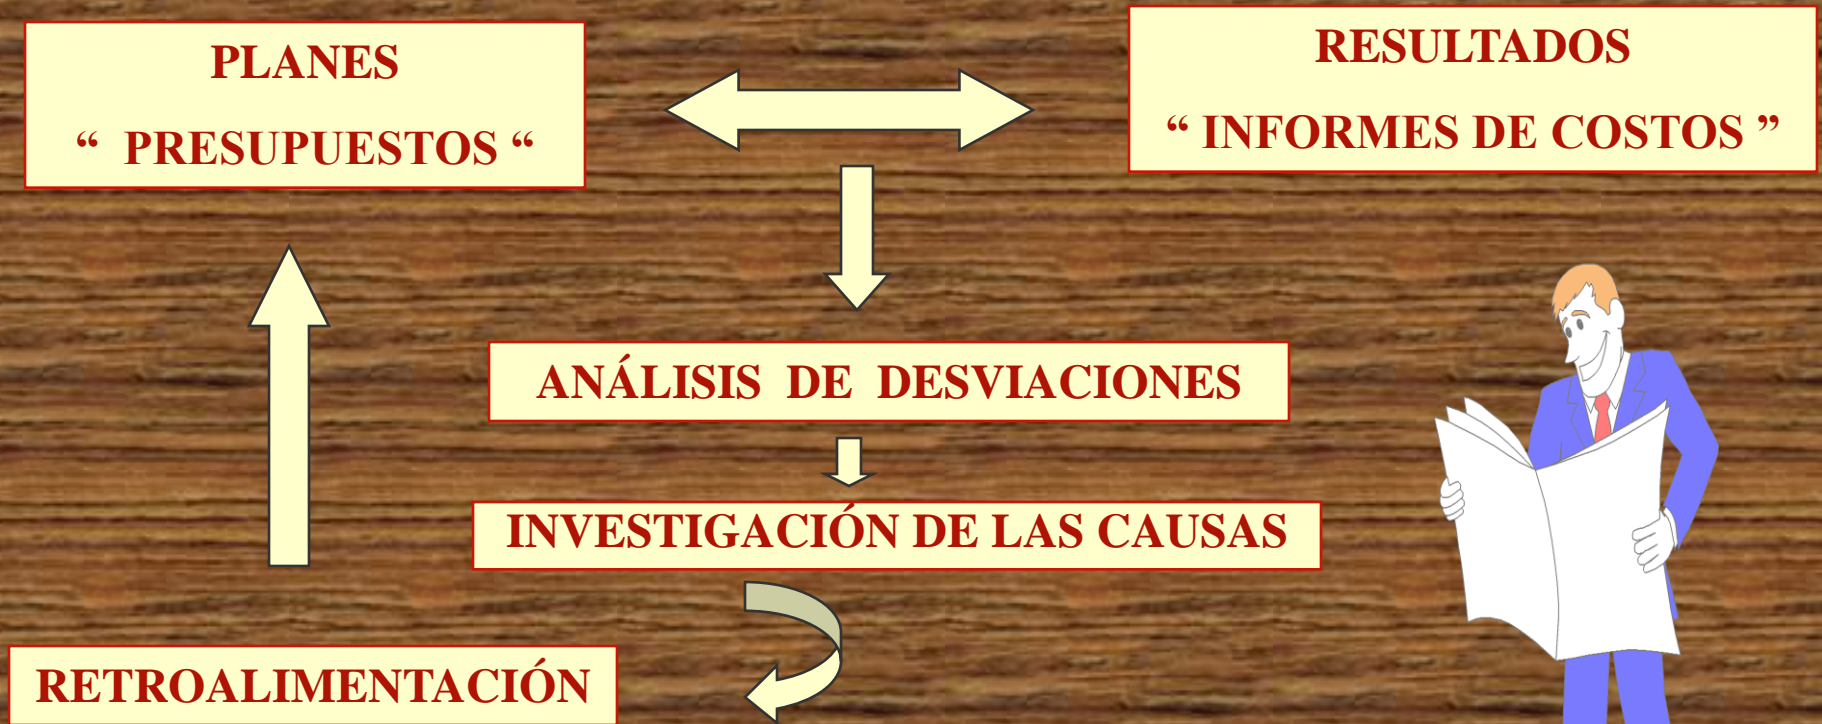 PLANES
“ PRESUPUESTOS “
RESULTADOS
“ INFORMES DE COSTOS ”
ANÁLISIS DE DESVIACIONES
INVESTIGACIÓN DE LAS CAUSAS
RETROALIMENTACIÓN